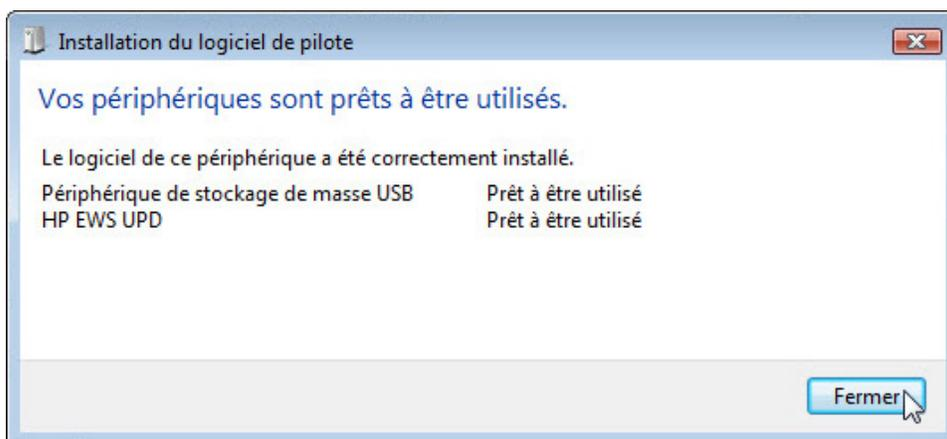 Installation du logiciel de pilote
Vos périphériques sont prêts à être utilisés.
Le logiciel de ce périphérique a été correctement installé.
Périphérique de stockage de masse USB Prêt à être utilisé
HP EWS UPD Prêt à être utilisé
Fermer